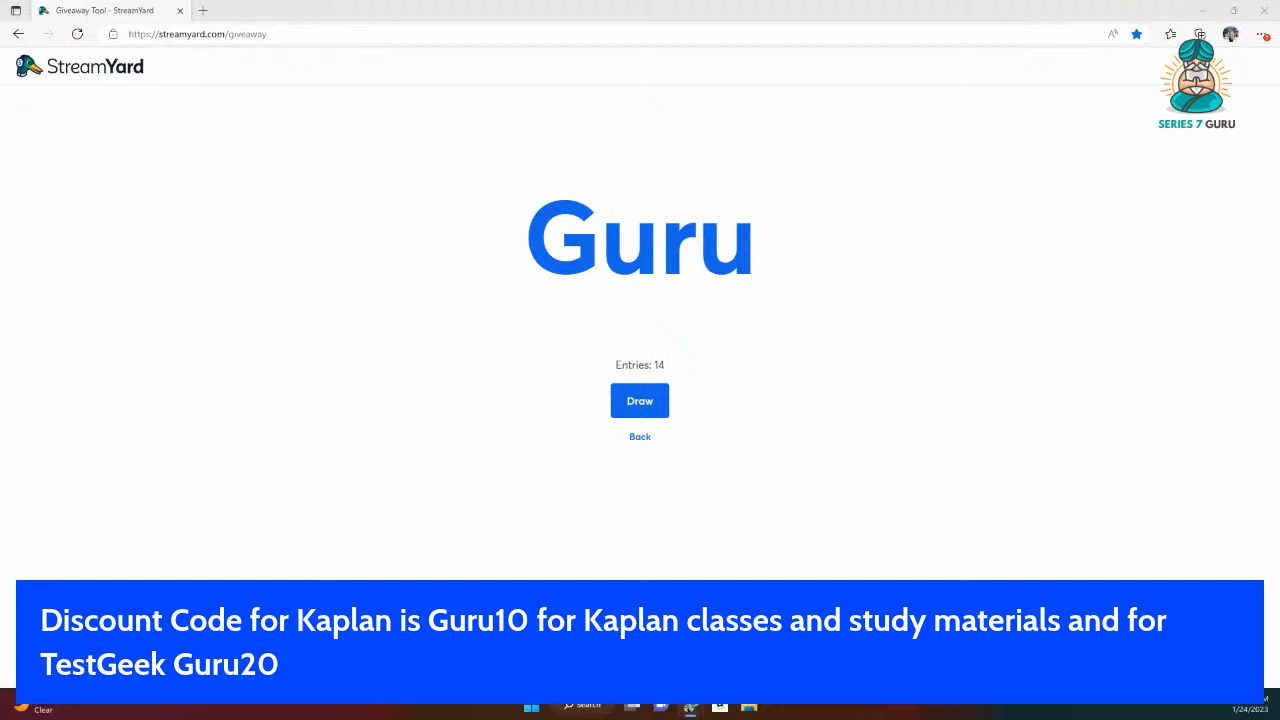 Giveaway Tool - StreamYard
https://streamyard.com/giveaway
StreamYard
SERIES 7 GURU
Guru
Entries: 14
Draw
Back
Discount Code for Kaplan is Guru10 for Kaplan classes and study materials and for
TestGeek Guru20
Clear
Search
1/24/2023